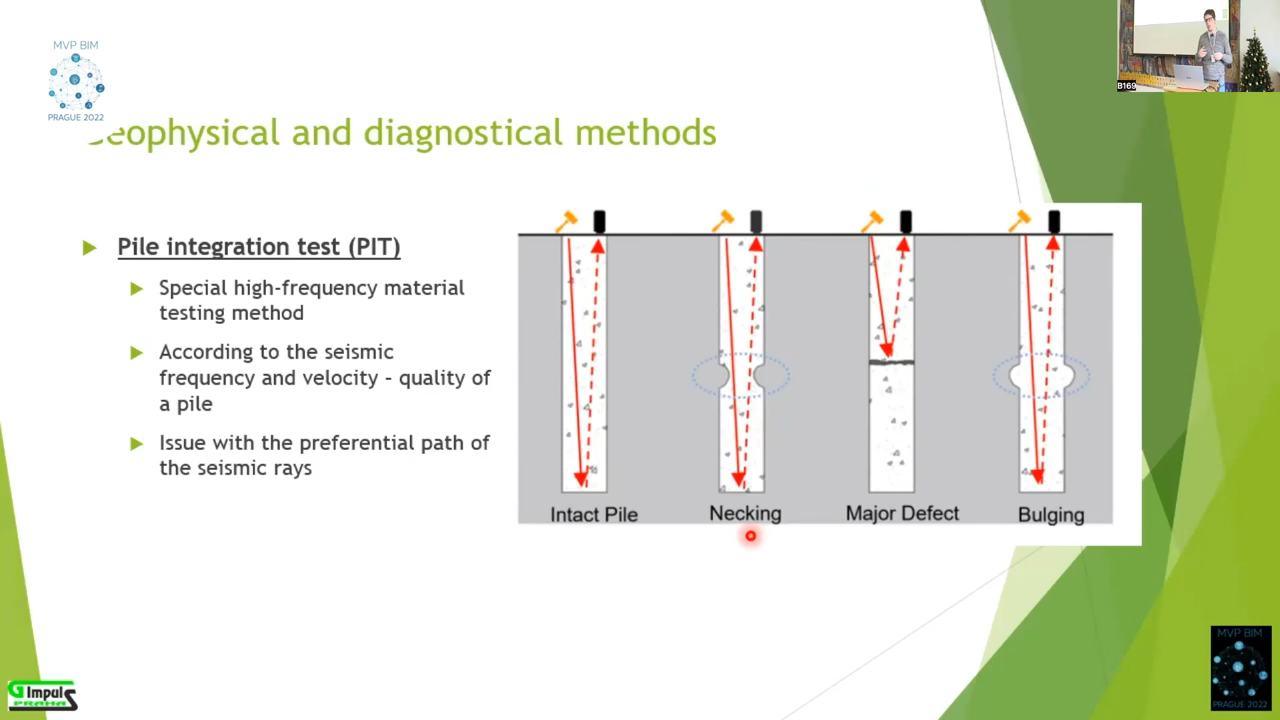 MVP BIM
PRAGUE 2022
B169
eophysical and diagnostical methods
Pile integration test (PIT)
Special high-frequency material
testing method
According to the seismic
frequency and velocity – quality of
a pile
Issue with the preferential path of
the seismic rays
Intact Pile
Necking
Major Defect
Bulging
G Impuls
PRAHA
MVP BIM
PRAGUE 2022